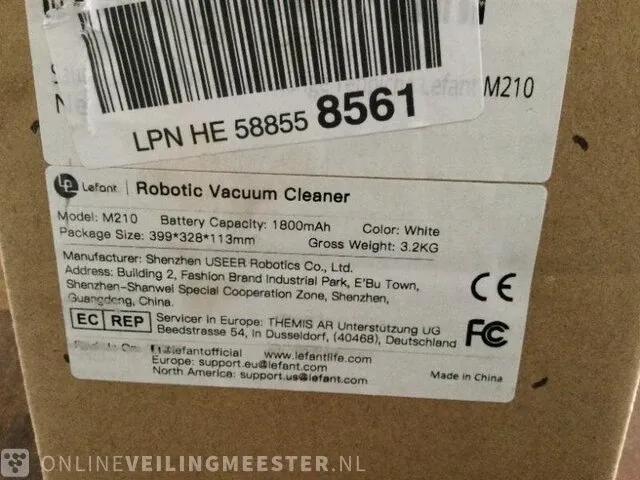 Lefant M210
LPN HE 58855 8561
Lefant | Robotic Vacuum Cleaner
Model: M210 Battery Capacity: 1800mAh Color: White
Package Size: 399*328*113mm Gross Weight: 3.2KG
Manufacturer: Shenzhen USEER Robotics Co., Ltd.
Address: Building 2, Fashion Brand Industrial Park, E'Bu Town,
Shenzhen-Shanwei Special Cooperation Zone, Shenzhen,
Guangdong, China.
EC REP Servicer in Europe: THEMIS AR Unterstützung UG
Beedstrasse 54, in Dusseldorf, (40468), Deutschland
CE
FC
@lefantofficial www.lefantlife.com
Europe: support.eu@lefant.com
North America: support.us@lefant.com
Made in China
ONLINEVEILINGMEESTER.NL